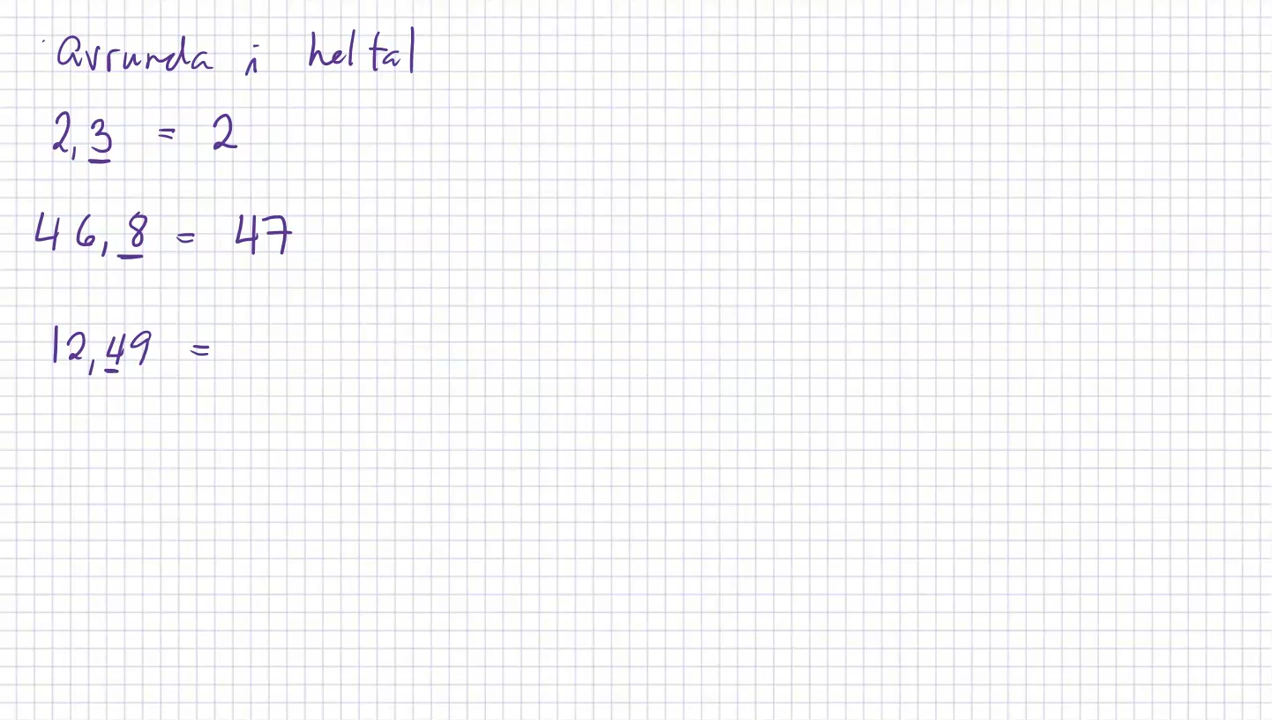 Avrunda i heltal
2,3 = 2
46,8 = 47
12,49 =